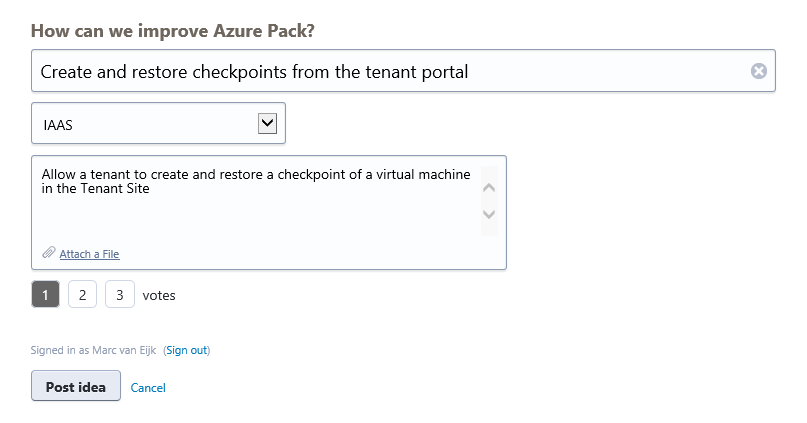 How can we improve Azure Pack?
Create and restore checkpoints from the tenant portal
IAAS
Allow a tenant to create and restore a checkpoint of a virtual machine
in the Tenant Site
Attach a File
1 2 3 votes
Signed in as Marc van Eijk (Sign out)
Post idea Cancel